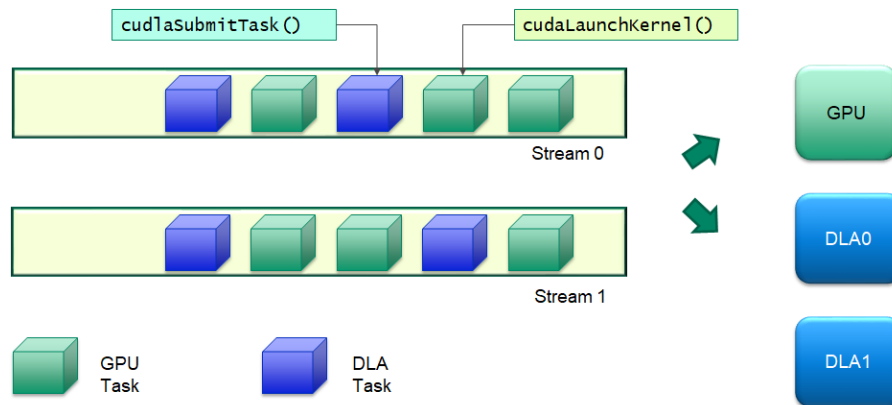 cudlaSubmitTask()
cudaLaunchKernel()
GPU
Stream 0
DLA0
Stream 1
GPU
Task
DLA
Task
DLA1